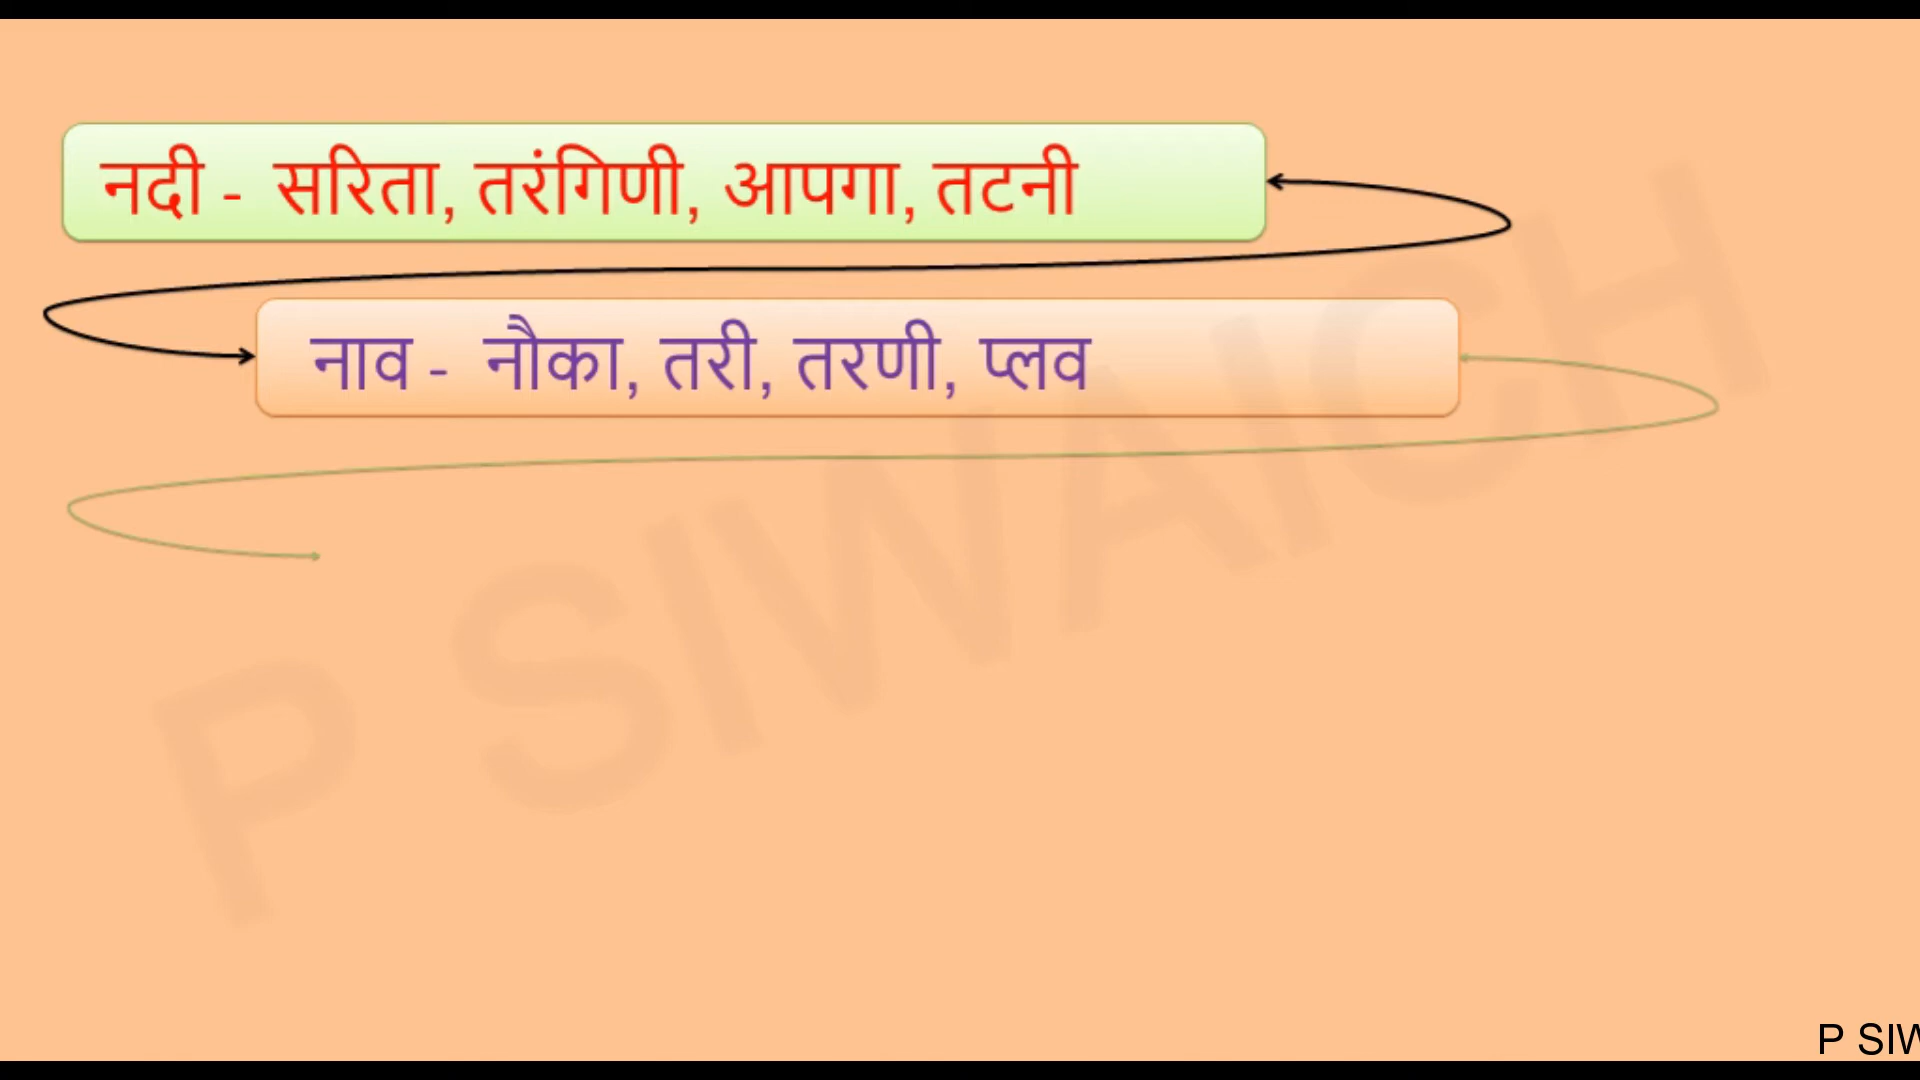 नदी - सरिता, तरंगिणी, आपगा, तटनी
नाव - नौका, तरी, तरणी, प्लव
P SIWAICH
P SIW